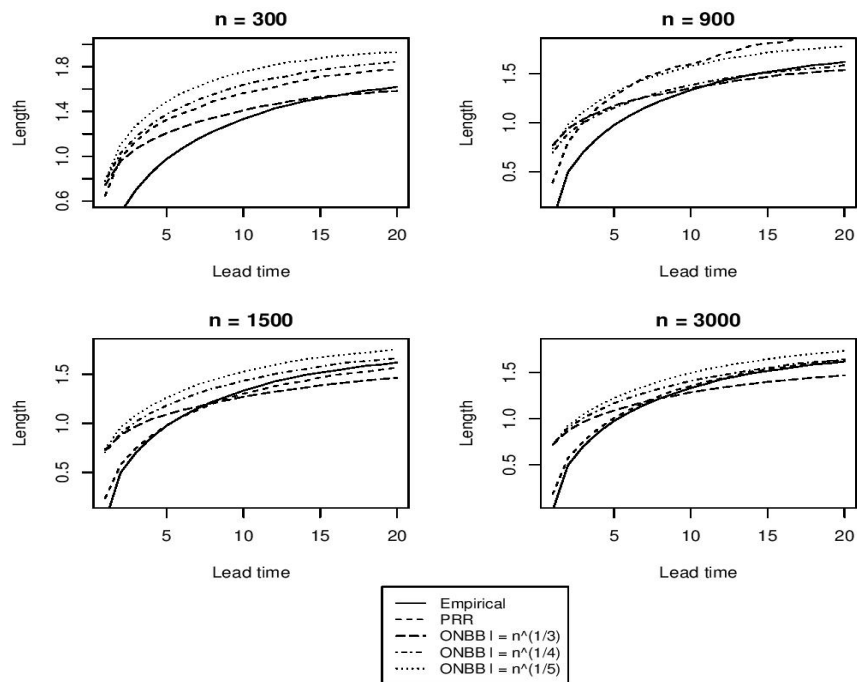 n = 300
Length
0.6
1.0
1.4
1.8
5
10
15
20
Lead time
n = 900
Length
0.5
1.0
1.5
5
10
15
20
Lead time
n = 1500
Length
0.5
1.0
1.5
5
10
15
20
Lead time
n = 3000
Length
0.5
1.0
1.5
5
10
15
20
Lead time
Empirical
PRR
ONBB l = n^(1/3)
ONBB l = n^(1/4)
ONBB l = n^(1/5)